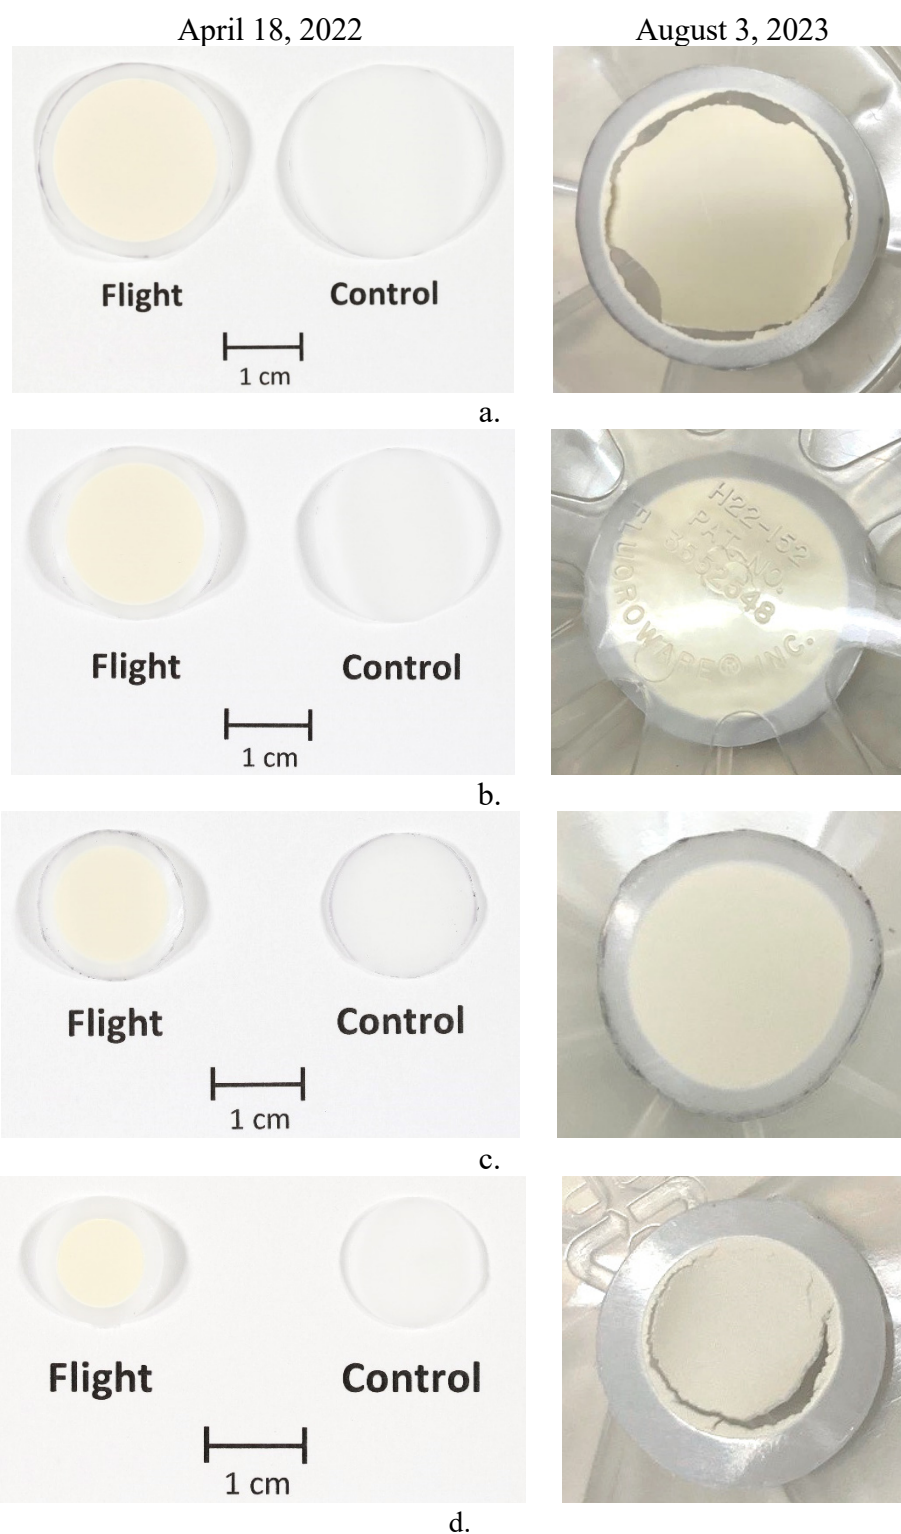 April 18, 2022
August 3, 2023
Flight
Control
1 cm
a.
Flight
Control
1 cm
H22-152
PAT. NO.
FLUOROWARE® INC.
b.
Flight
Control
1 cm
c.
Flight
Control
1 cm
d.